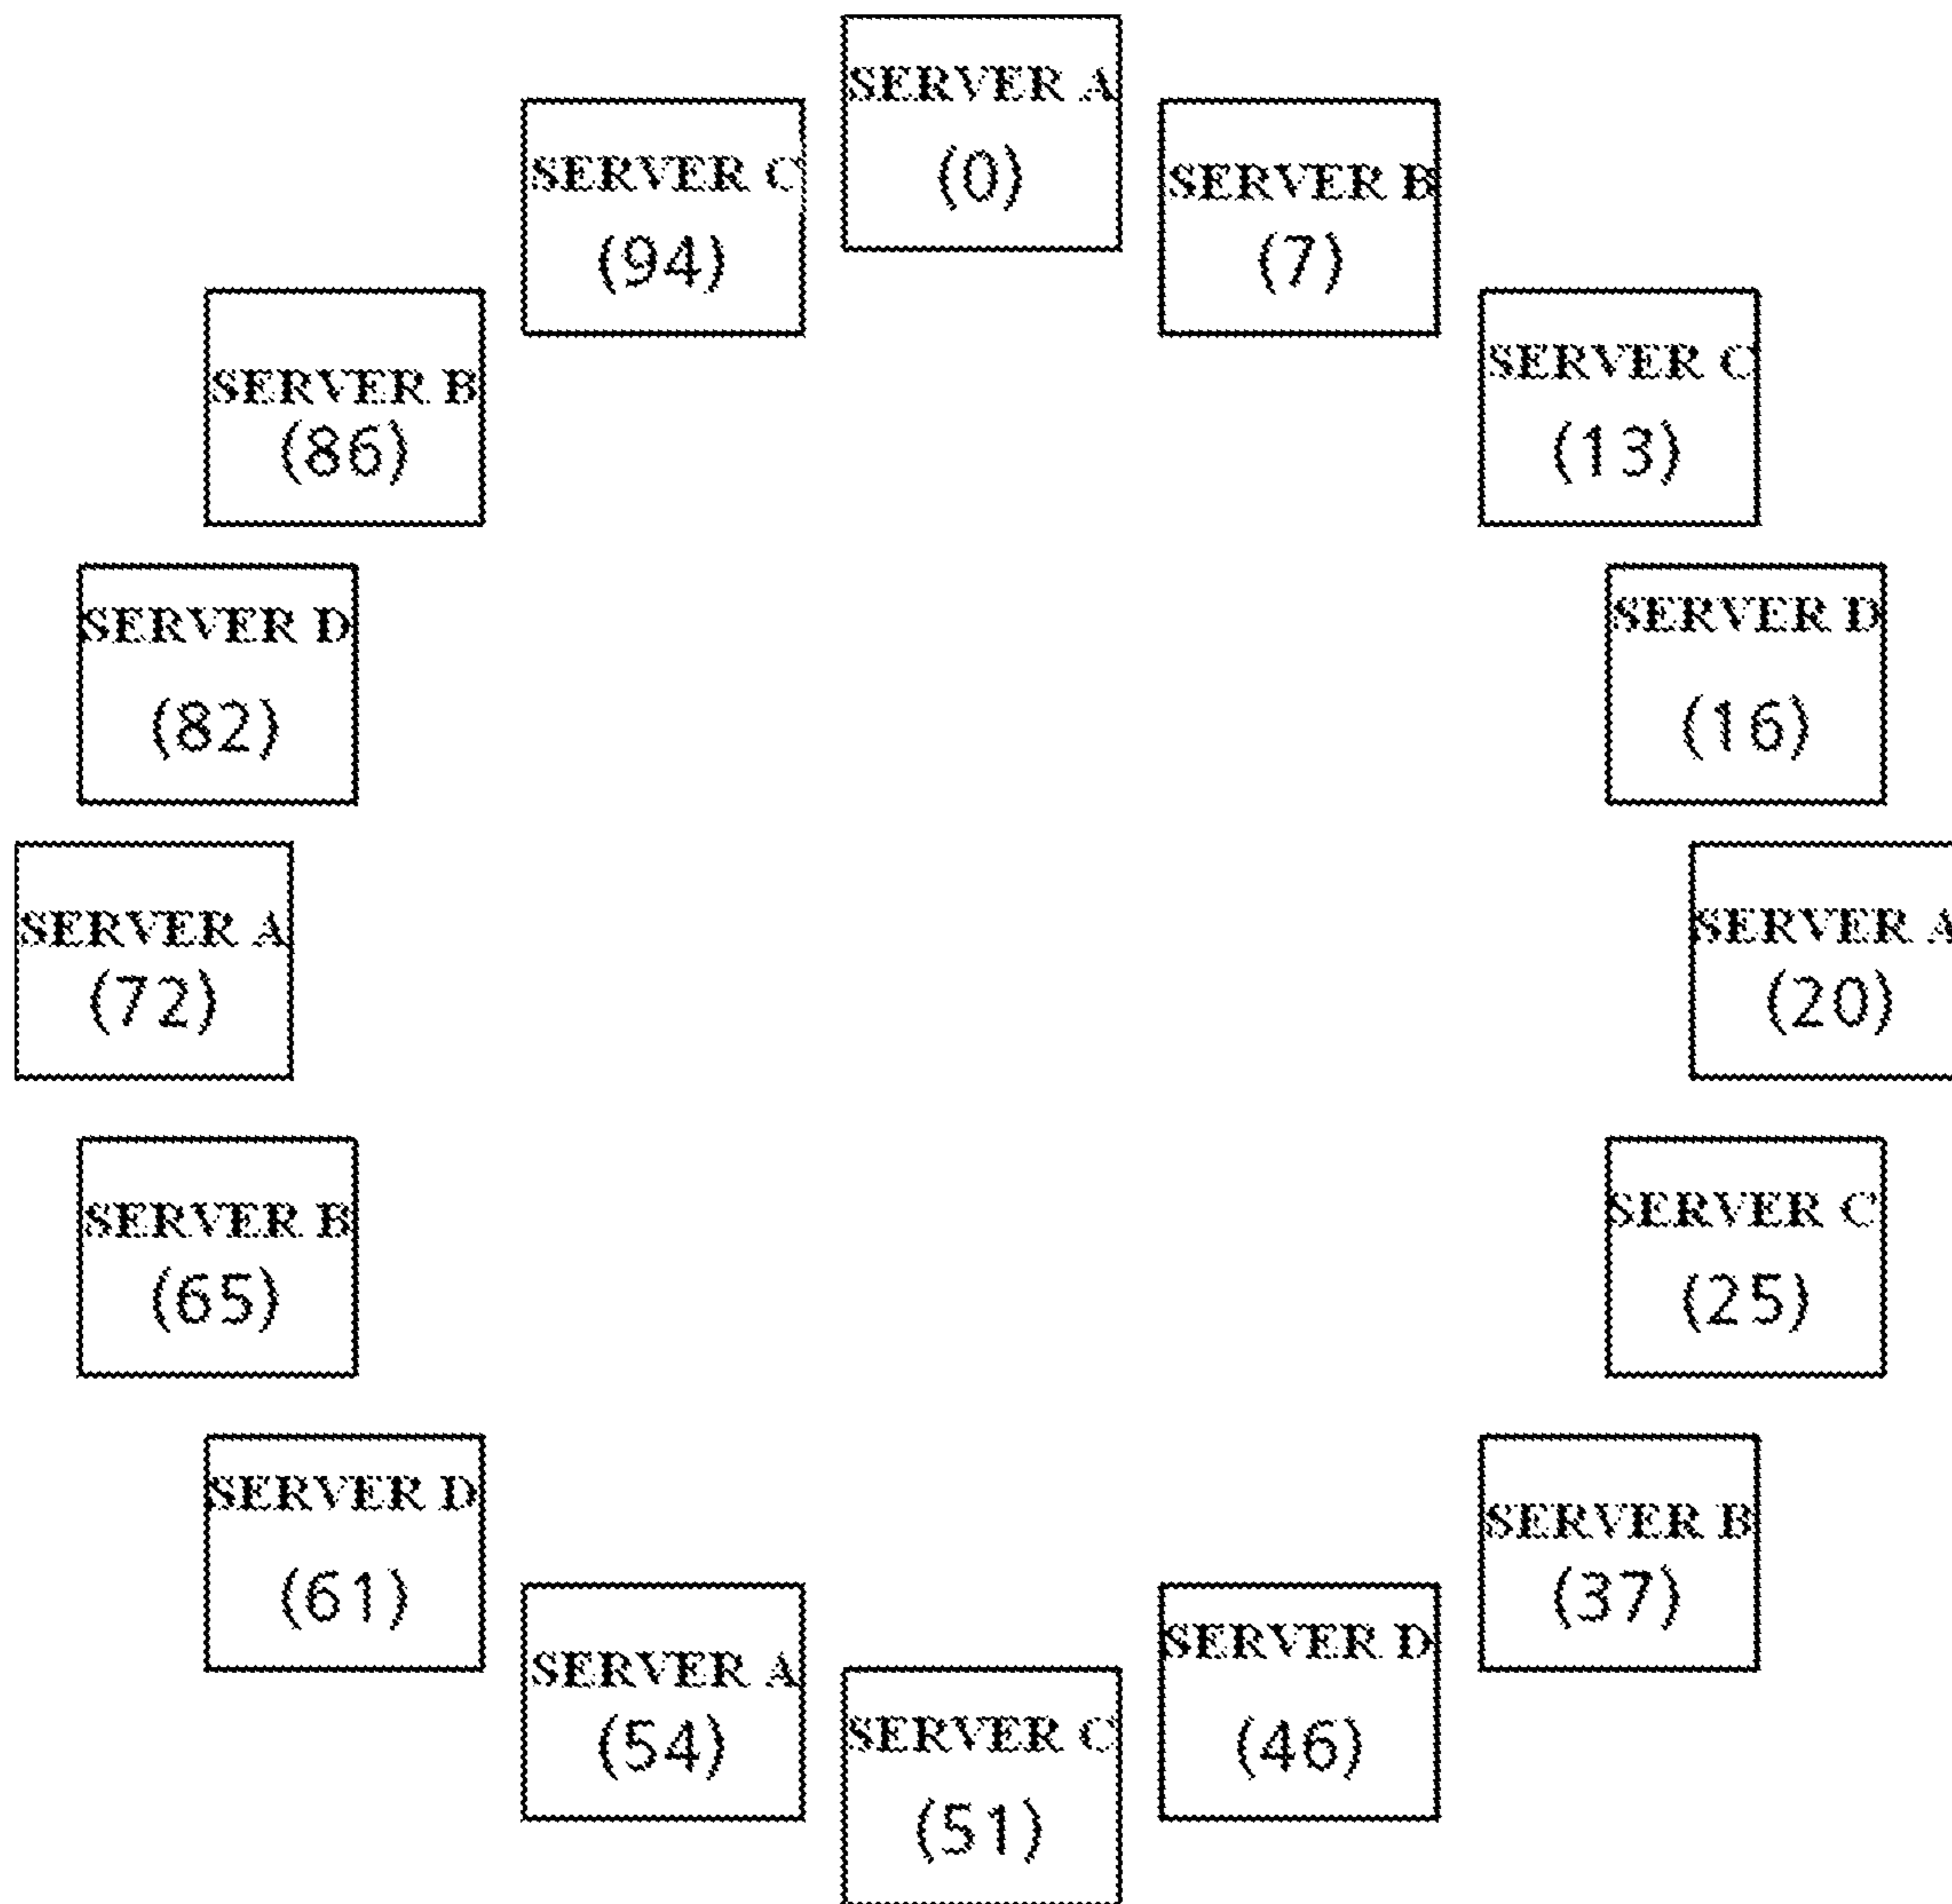 SERVER A
(0)
SERVER B
(7)
SERVER C
(13)
SERVER D
(16)
SERVER A
(20)
SERVER C
(25)
SERVER B
(37)
SERVER D
(46)
SERVER C
(51)
SERVER A
(54)
SERVER D
(61)
SERVER B
(65)
SERVER A
(72)
SERVER D
(82)
SERVER B
(86)
SERVER C
(94)